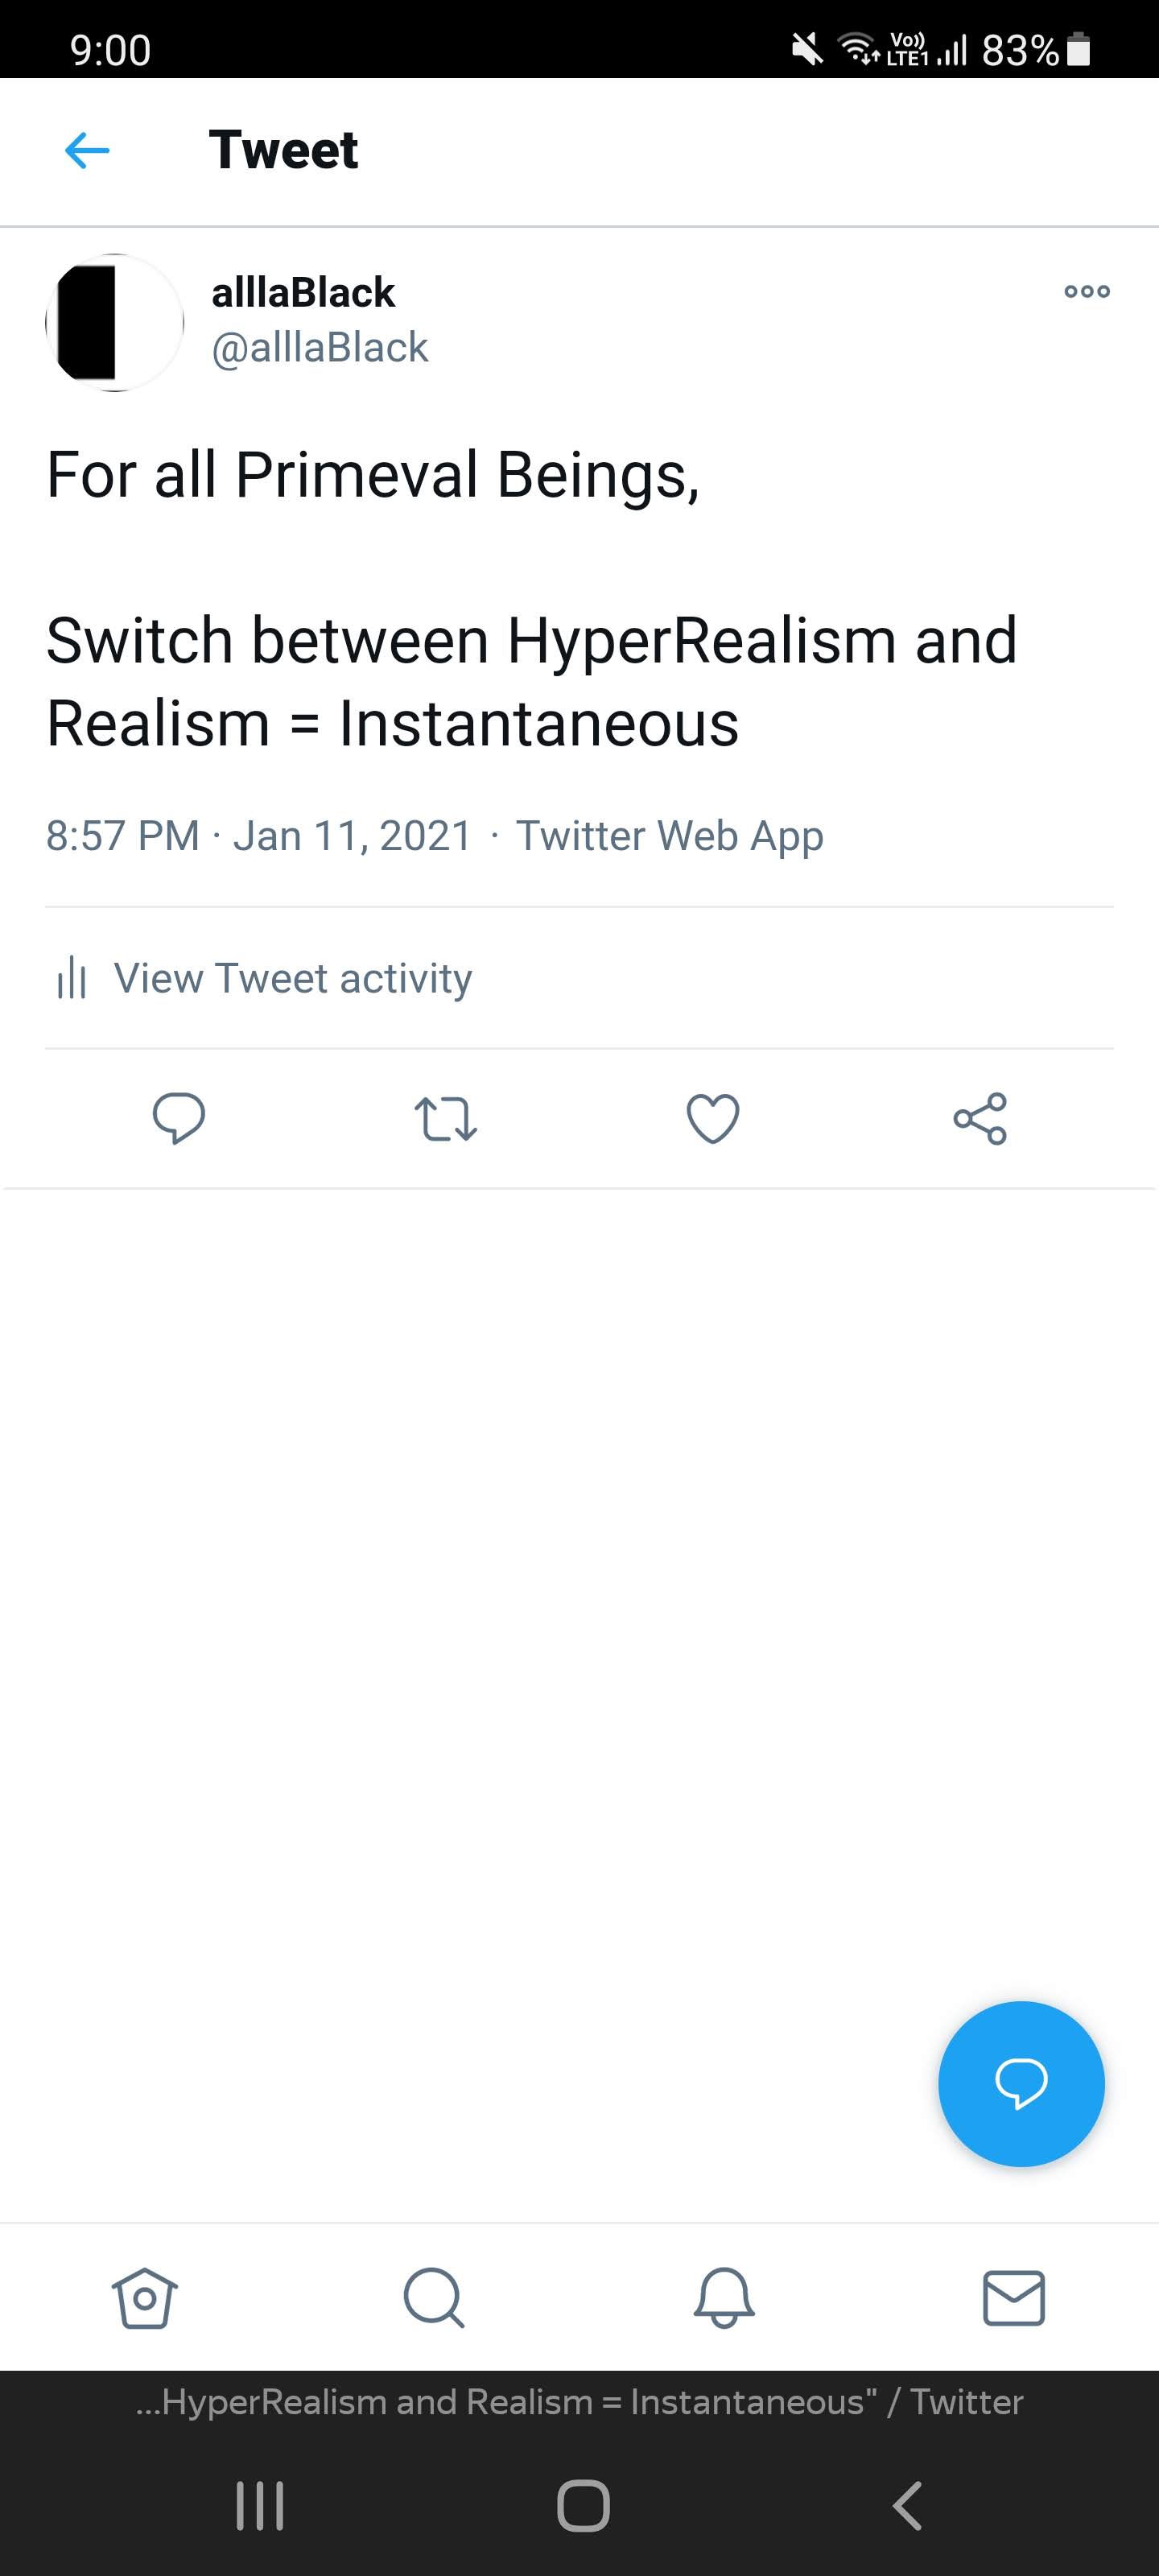 9:00
Vo)) LTE1 83%
Tweet
alllaBlack
@alllaBlack
For all Primeval Beings,
Switch between HyperRealism and
Realism = Instantaneous
8:57 PM · Jan 11, 2021 · Twitter Web App
View Tweet activity
...HyperRealism and Realism = Instantaneous" / Twitter